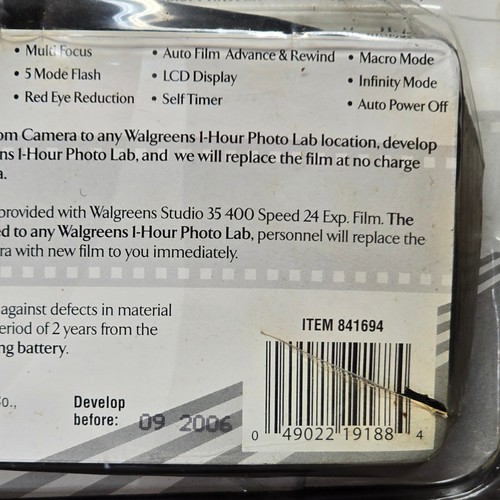 • Multi Focus • Auto Film Advance & Rewind • Macro Mode
• 5 Mode Flash • LCD Display • Infinity Mode
• Red Eye Reduction • Self Timer • Auto Power Off
om Camera to any Walgreens 1-Hour Photo Lab location, develop
ns 1-Hour Photo Lab, and we will replace the film at no charge
a.
provided with Walgreens Studio 35 400 Speed 24 Exp. Film. The
ed to any Walgreens 1-Hour Photo Lab, personnel will replace the
ra with new film to you immediately.
against defects in material
eriod of 2 years from the
ng battery.
ITEM 841694
o.,
Develop
before: 09 2006
0 49022 19188 4